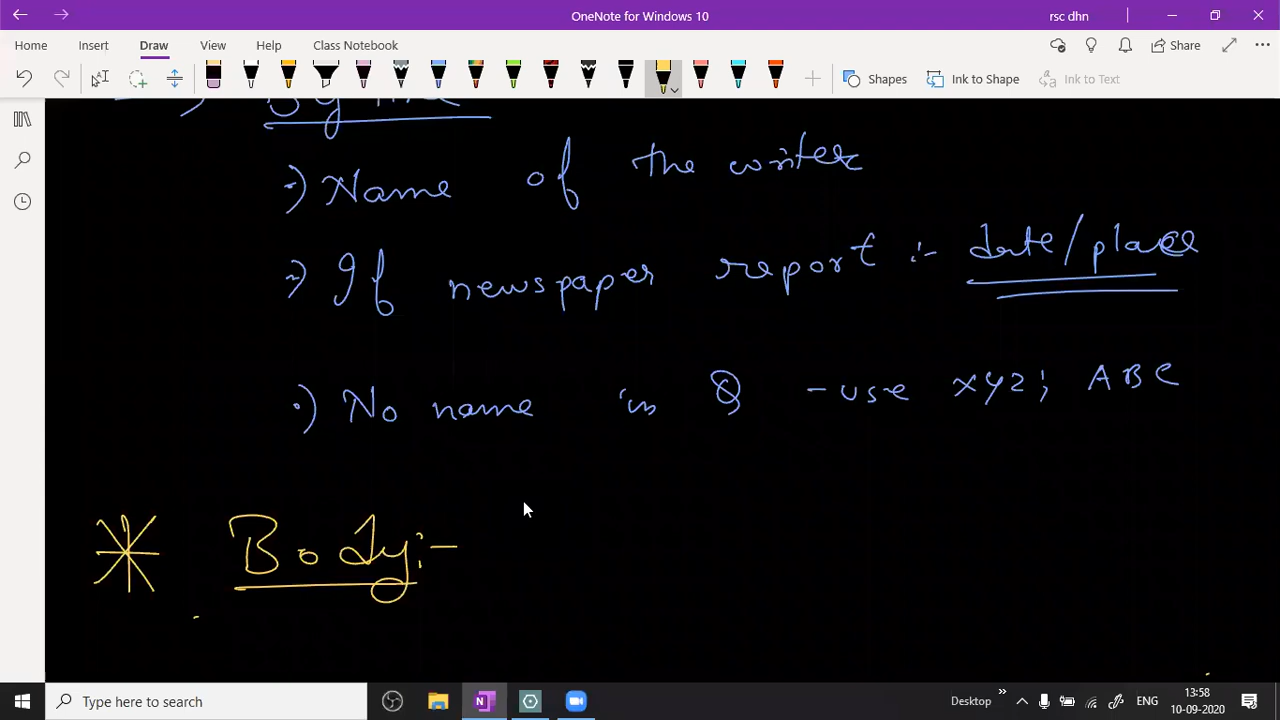 OneNote for Windows 10
rsc dhn
Home Insert Draw View Help Class Notebook Share
Shapes Ink to Shape Ink to Text
By line
·) Name of the writer
·) If newspaper report :- date/place
·) No name in Q - use xyz; ABC
Body:-
Type here to search
Desktop
ENG
13:58
10-09-2020